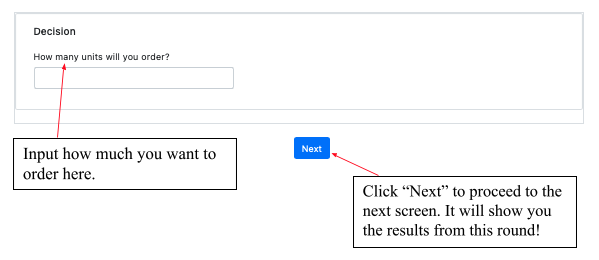 Decision
How many units will you order?
Input how much you want to
order here.
Next
Click “Next” to proceed to the
next screen. It will show you
the results from this round!